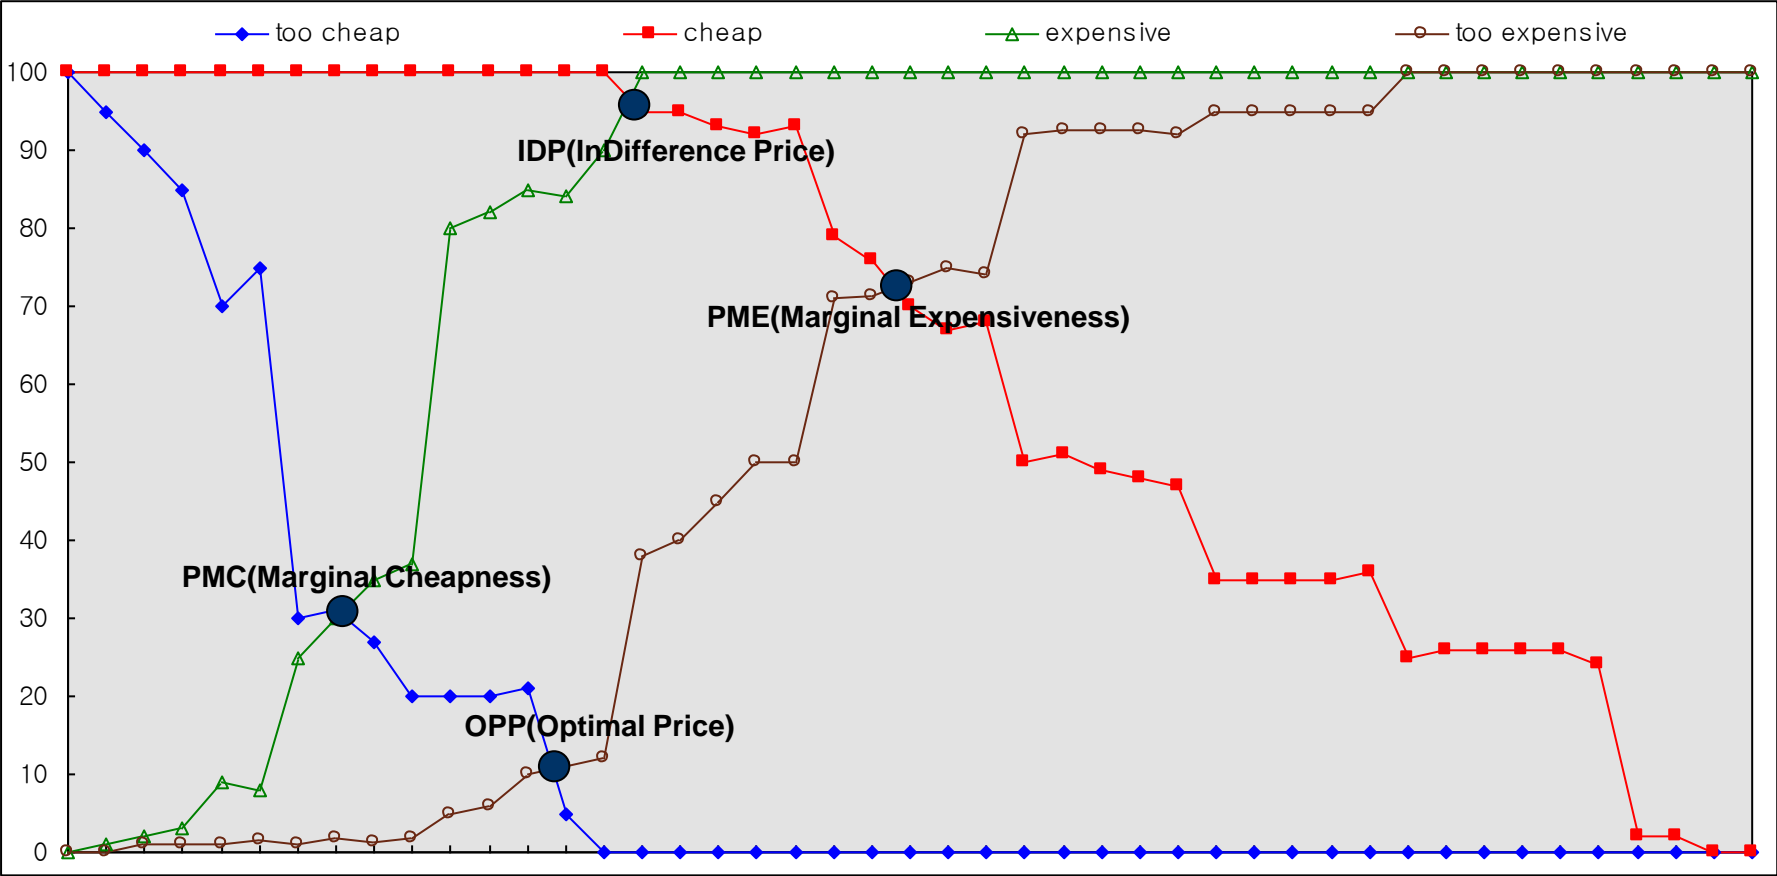 too cheap cheap expensive too expensive
100
90
IDP(InDifference Price)
80
70
PME(Marginal Expensiveness)
60
50
40
PMC(Marginal Cheapness)
30
20
OPP(Optimal Price)
10
0